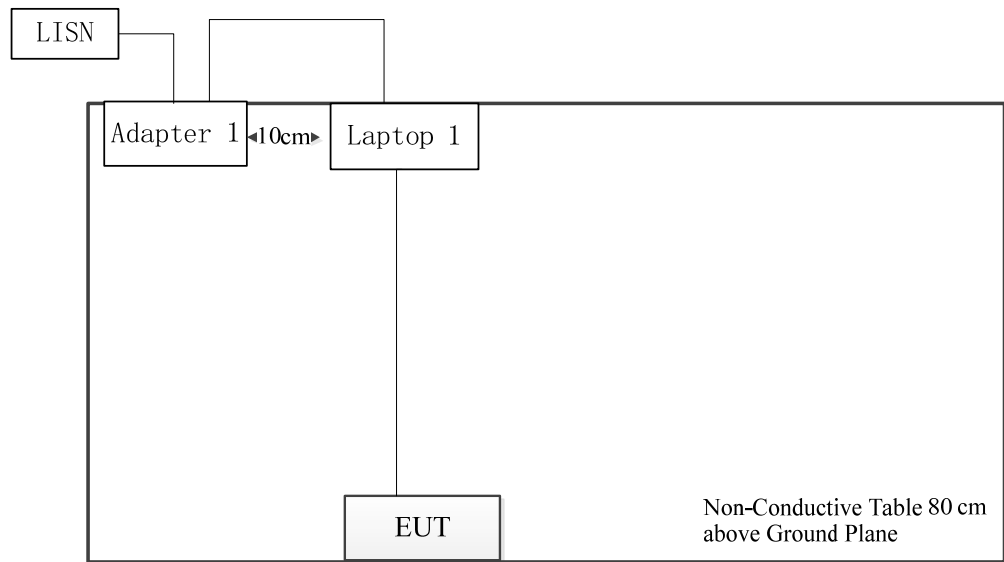 LISN
Adapter 1
10cm
Laptop 1
EUT
Non-Conductive Table 80 cm
above Ground Plane